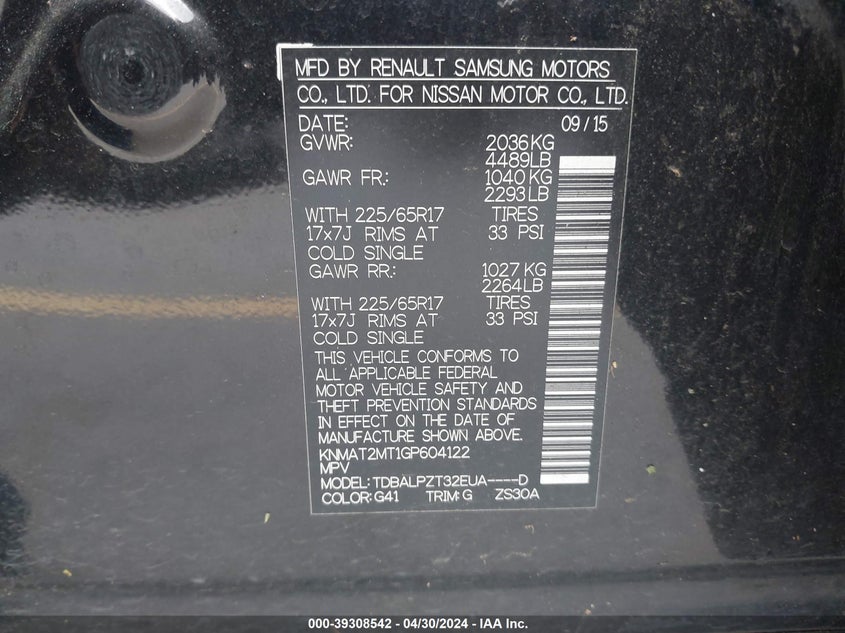 MFD BY RENAULT SAMSUNG MOTORS
CO., LTD. FOR NISSAN MOTOR CO., LTD.
DATE: 09/15
GVWR: 2036KG
4489LB
GAWR FR.: 1040 KG
2293LB
WITH 225/65R17 TIRES
17x7J RIMS AT 33 PSI
COLD SINGLE
GAWR RR.: 1027 KG
2264LB
WITH 225/65R17 TIRES
17x7J RIMS AT 33 PSI
COLD SINGLE
THIS VEHICLE CONFORMS TO
ALL APPLICABLE FEDERAL
MOTOR VEHICLE SAFETY AND
THEFT PREVENTION STANDARDS
IN EFFECT ON THE DATE OF
MANUFACTURE SHOWN ABOVE.
KNMAT2MT1GP604122
MPV
MODEL: TDBALPZT32EUA----D
COLOR: G41 TRIM: G ZS30A
000-39308542 - 04/30/2024 - IAA Inc.